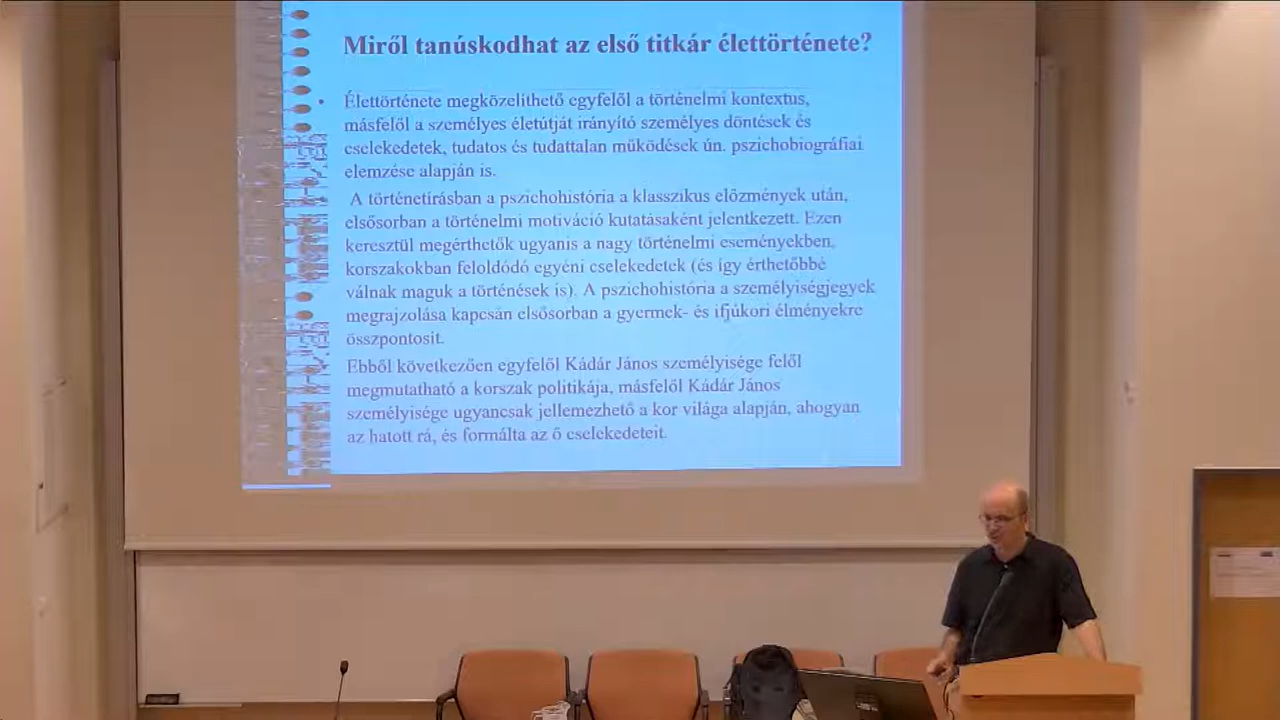 Miről tanúskodhat az első titkár élettörténete?
• Élettörténete megközelíthető egyfelől a történelmi kontextus,
másfelől a személyes életútját irányító személyes döntések és
cselekedetek, tudatos és tudattalan működések ún. pszichobiográfiai
elemzése alapján is.
A történetírásban a pszichohistória a klasszikus előzmények után,
elsősorban a történelmi motiváció kutatásaként jelentkezett. Ezen
keresztül megérthetők ugyanis a nagy történelmi eseményekben,
korszakokban feloldódó egyéni cselekedetek (és így érthetőbbé
válnak maguk a történések is). A pszichohistória a személyiségjegyek
megrajzolása kapcsán elsősorban a gyermek- és ifjúkori élményekre
összpontosít.
• Ebből következően egyfelől Kádár János személyisége felől
megmutatható a korszak politikája, másfelől Kádár János
személyisége ugyancsak jellemezhető a kor világa alapján, ahogyan
az hatott rá, és formálta az ő cselekedeteit.